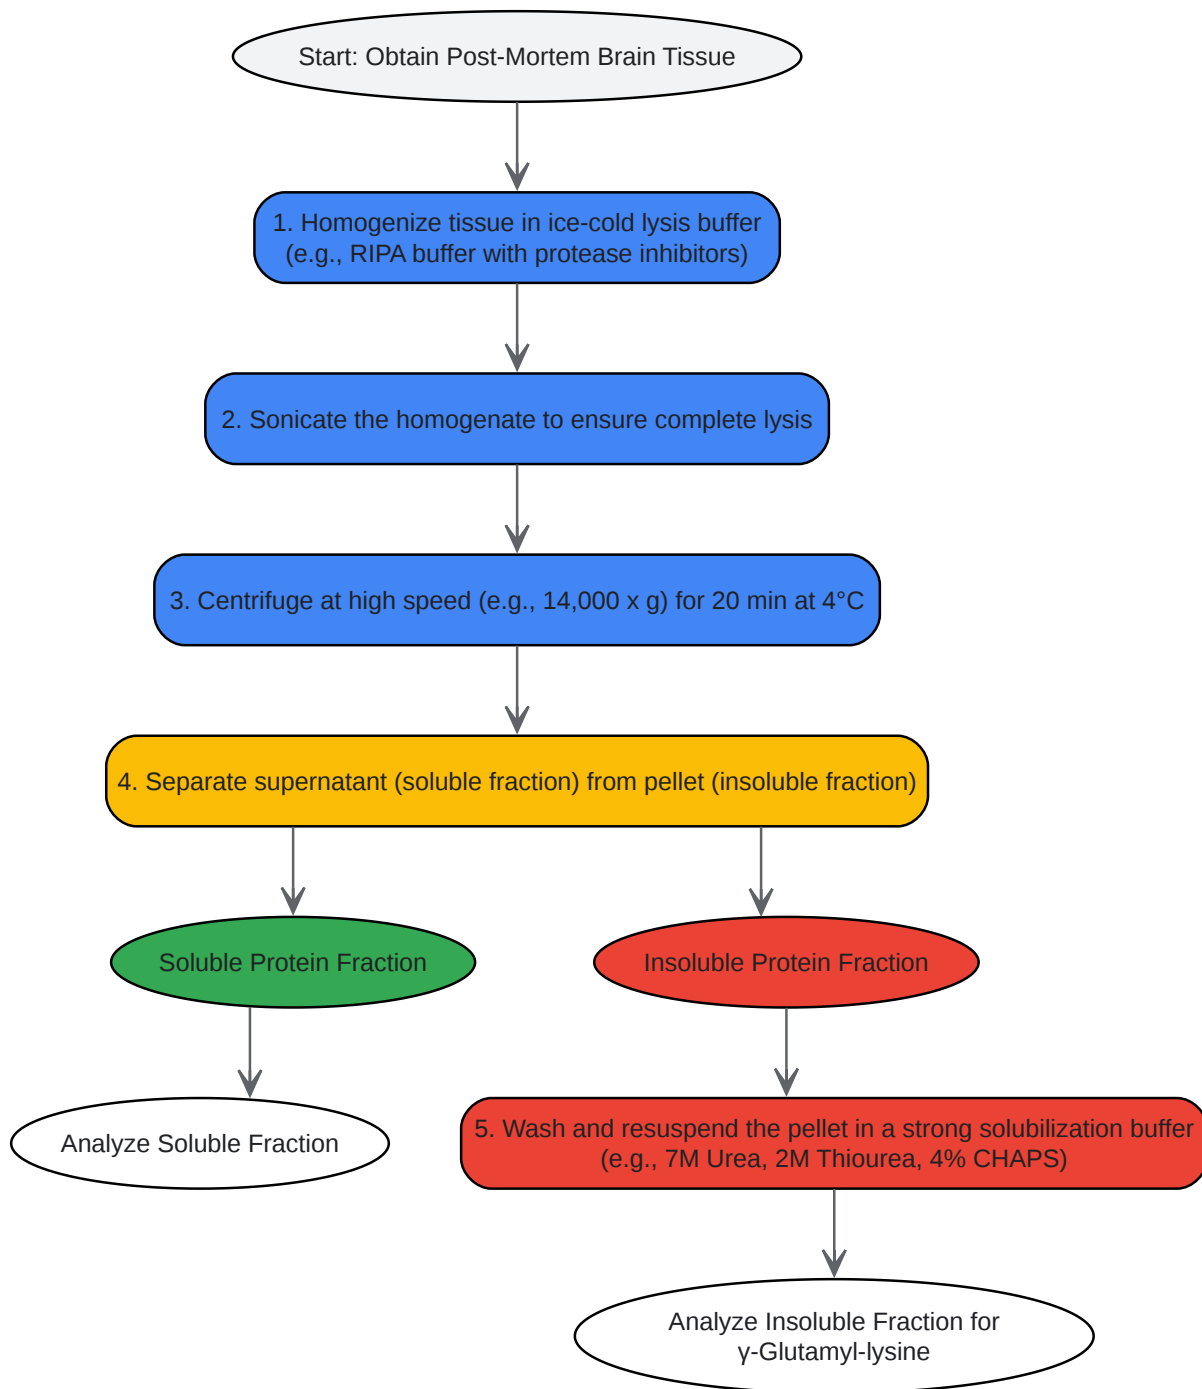 Start: Obtain Post-Mortem Brain Tissue
1. Homogenize tissue in ice-cold lysis buffer
(e.g., RIPA buffer with protease inhibitors)
2. Sonicate the homogenate to ensure complete lysis
3. Centrifuge at high speed (e.g., 14,000 x g) for 20 min at 4°C
4. Separate supernatant (soluble fraction) from pellet (insoluble fraction)
Soluble Protein Fraction
Insoluble Protein Fraction
Analyze Soluble Fraction
5. Wash and resuspend the pellet in a strong solubilization buffer
(e.g., 7M Urea, 2M Thiourea, 4% CHAPS)
Analyze Insoluble Fraction for
γ-Glutamyl-lysine